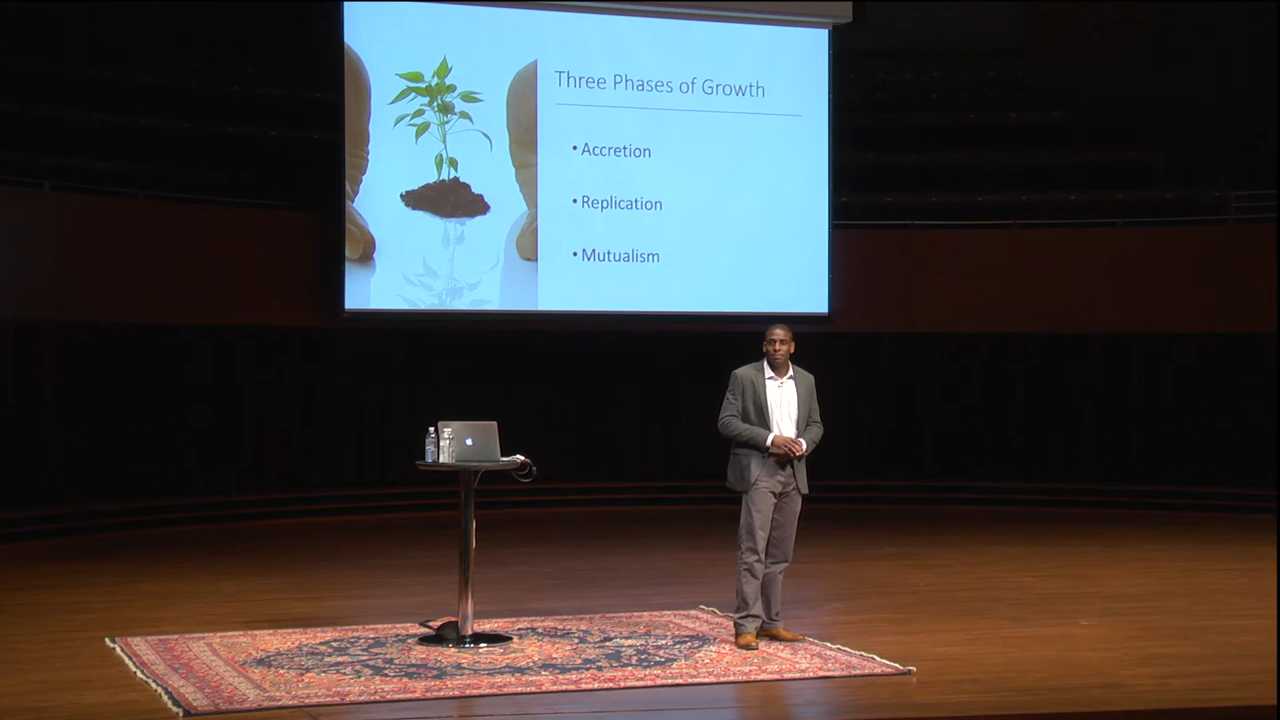 Three Phases of Growth
• Accretion
• Replication
• Mutualism